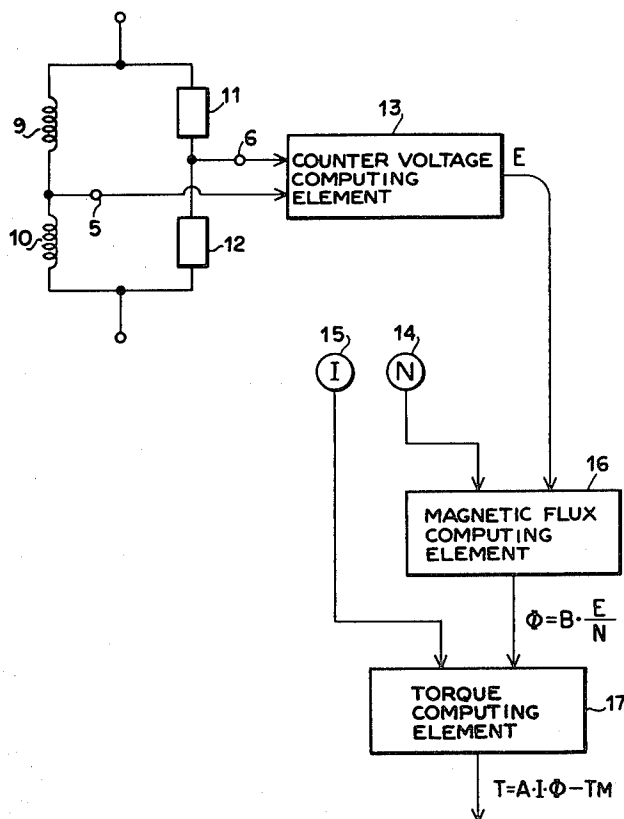 11
13
9
6
COUNTER VOLTAGE
COMPUTING
ELEMENT
E
5
10
12
15
14
I
N
16
MAGNETIC FLUX
COMPUTING
ELEMENT
Φ=B·E/N
TORQUE
COMPUTING
ELEMENT
17
T=A·I·Φ–TM